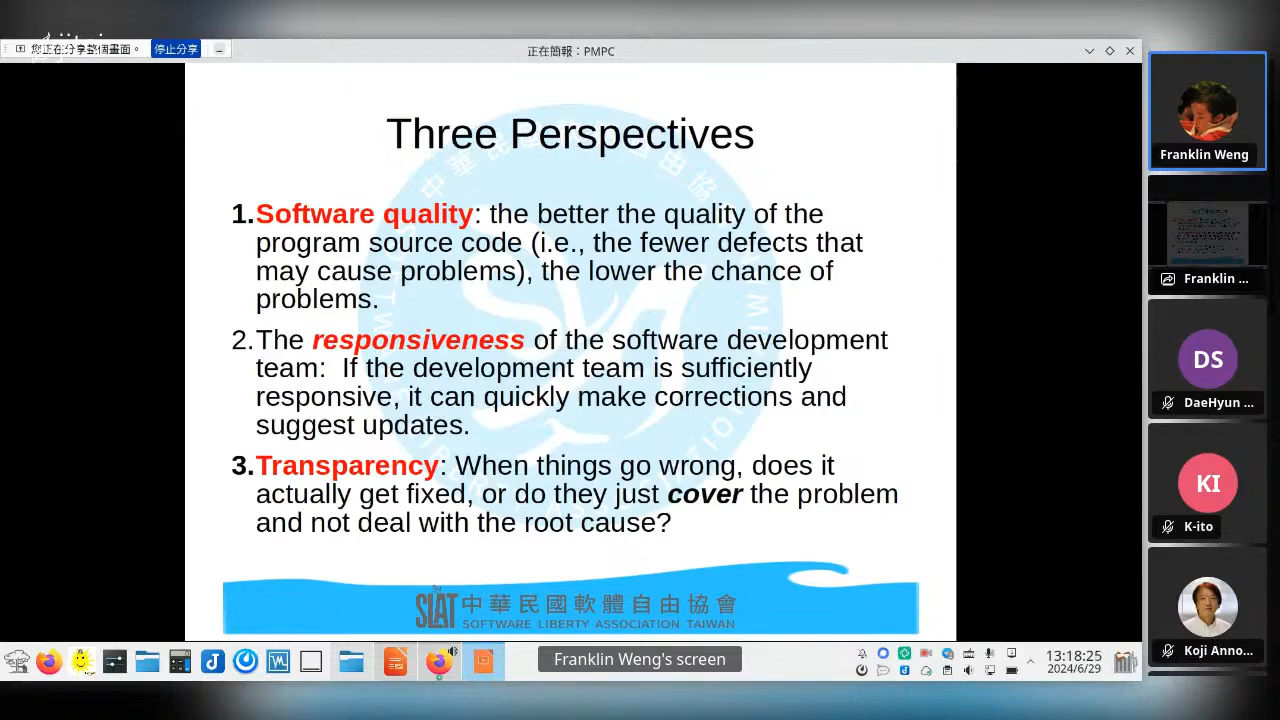 您正在分享整個畫面。
停止分享
正在簡報：PMPC
Three Perspectives
1.Software quality: the better the quality of the
program source code (i.e., the fewer defects that
may cause problems), the lower the chance of
problems.
2.The responsiveness of the software development
team:  If the development team is sufficiently
responsive, it can quickly make corrections and
suggest updates.
3.Transparency: When things go wrong, does it
actually get fixed, or do they just cover the problem
and not deal with the root cause?
SLAT 中華民國軟體自由協會
SOFTWARE LIBERTY ASSOCIATION TAIWAN
Franklin Weng's screen
13:18:25
2024/6/29
Franklin Weng
Franklin ...
DS
DaeHyun ...
KI
K-ito
Koji Anno...